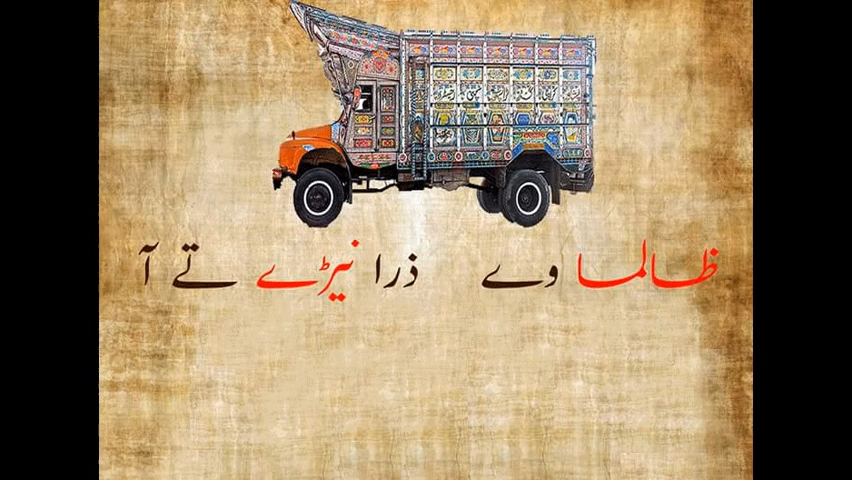 ظالما وے ذرا نیڑے تے آ